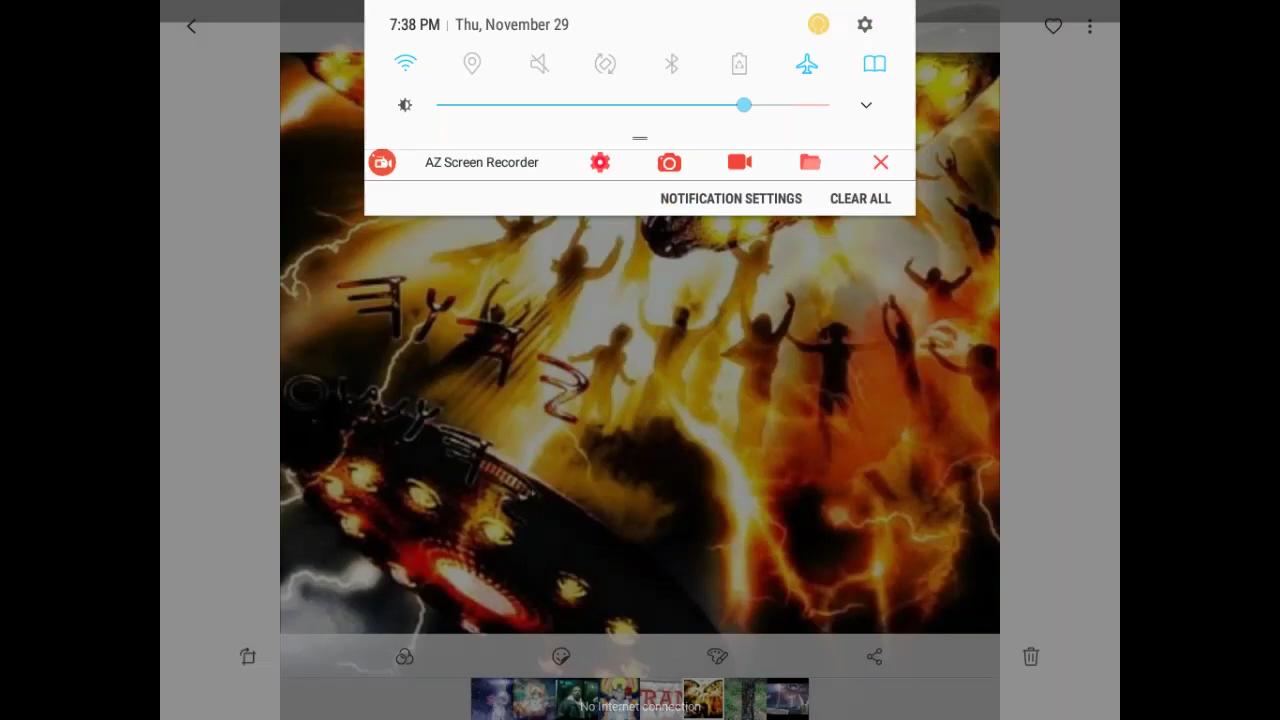 7:38 PM | Thu, November 29
AZ Screen Recorder
NOTIFICATION SETTINGS CLEAR ALL
No Internet connection